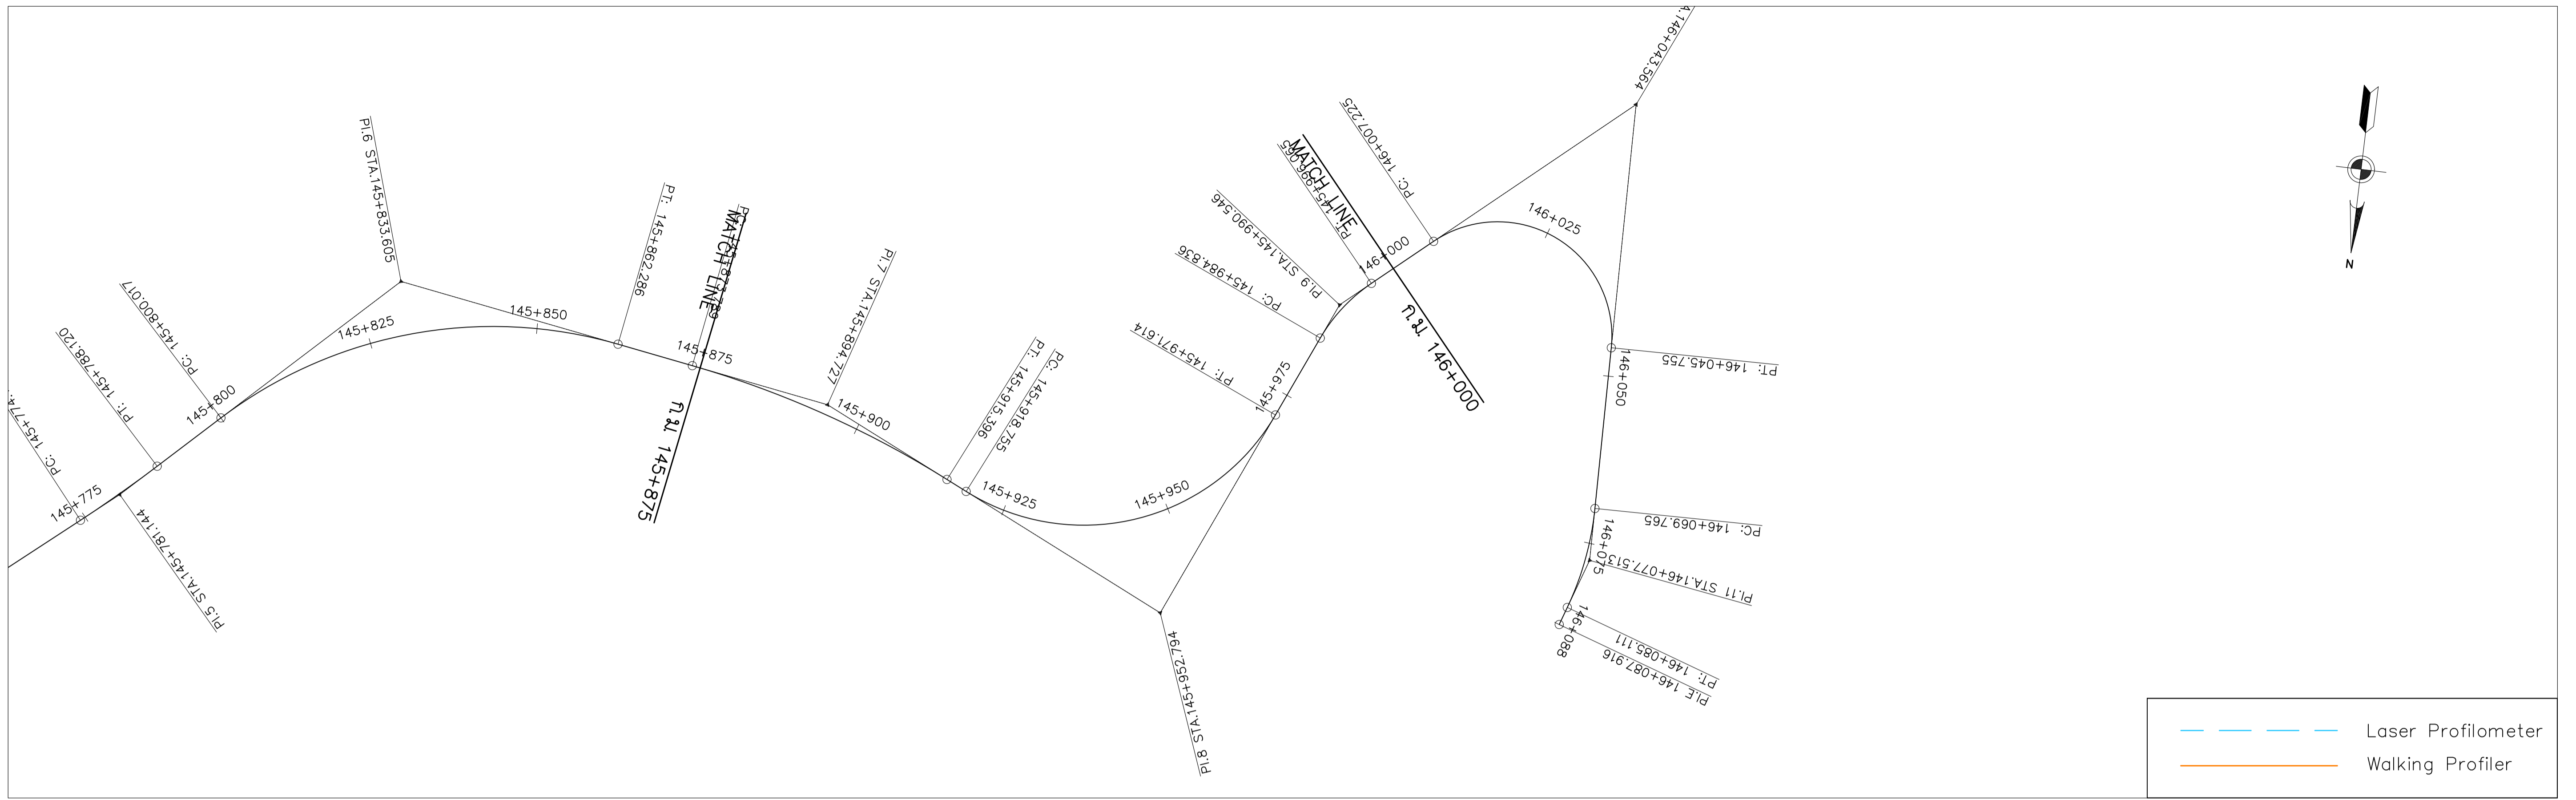 145+775
PI.5 STA.145+781.144
PT: 145+788.120
PC: 145+800.017
145+800
145+825
PI.6 STA.145+833.605
145+850
PT: 145+862.286
MATCH LINE
145+875
กม. 145+875
PI.7 STA.145+894.727
145+900
PT: 145+915.396
PC: 145+918.755
145+925
145+950
PI.8 STA.145+952.794
PT: 145+971.614
145+975
PC: 145+984.836
PI.9 STA.145+990.546
MATCH LINE
146+000
กม. 146+000
PC: 146+007.225
146+025
146+043.564
PT: 146+045.755
146+050
PC: 146+069.765
146+075
PI.11 STA.146+077.513
PT: 146+085.111
146+088
PI.E 146+087.916
N
Laser Profilometer
Walking Profiler